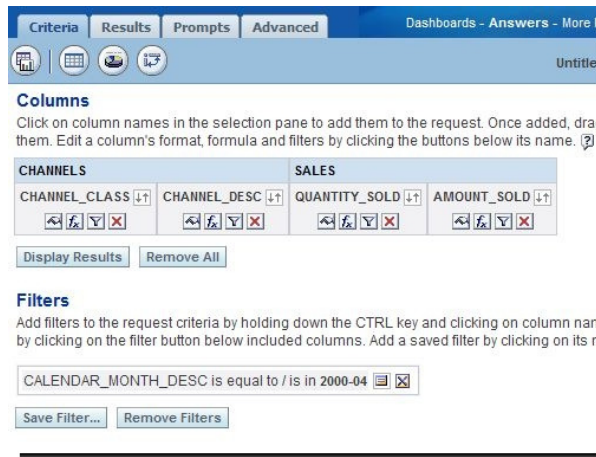 Criteria Results Prompts Advanced Dashboards - Answers - More
Untitle
Columns
Click on column names in the selection pane to add them to the request. Once added, dra
them. Edit a column's format, formula and filters by clicking the buttons below its name.
CHANNELS SALES
CHANNEL_CLASS CHANNEL_DESC QUANTITY_SOLD AMOUNT_SOLD
Display Results Remove All
Filters
Add filters to the request criteria by holding down the CTRL key and clicking on column nar
by clicking on the filter button below included columns. Add a saved filter by clicking on its
CALENDAR_MONTH_DESC is equal to / is in 2000-04
Save Filter... Remove Filters